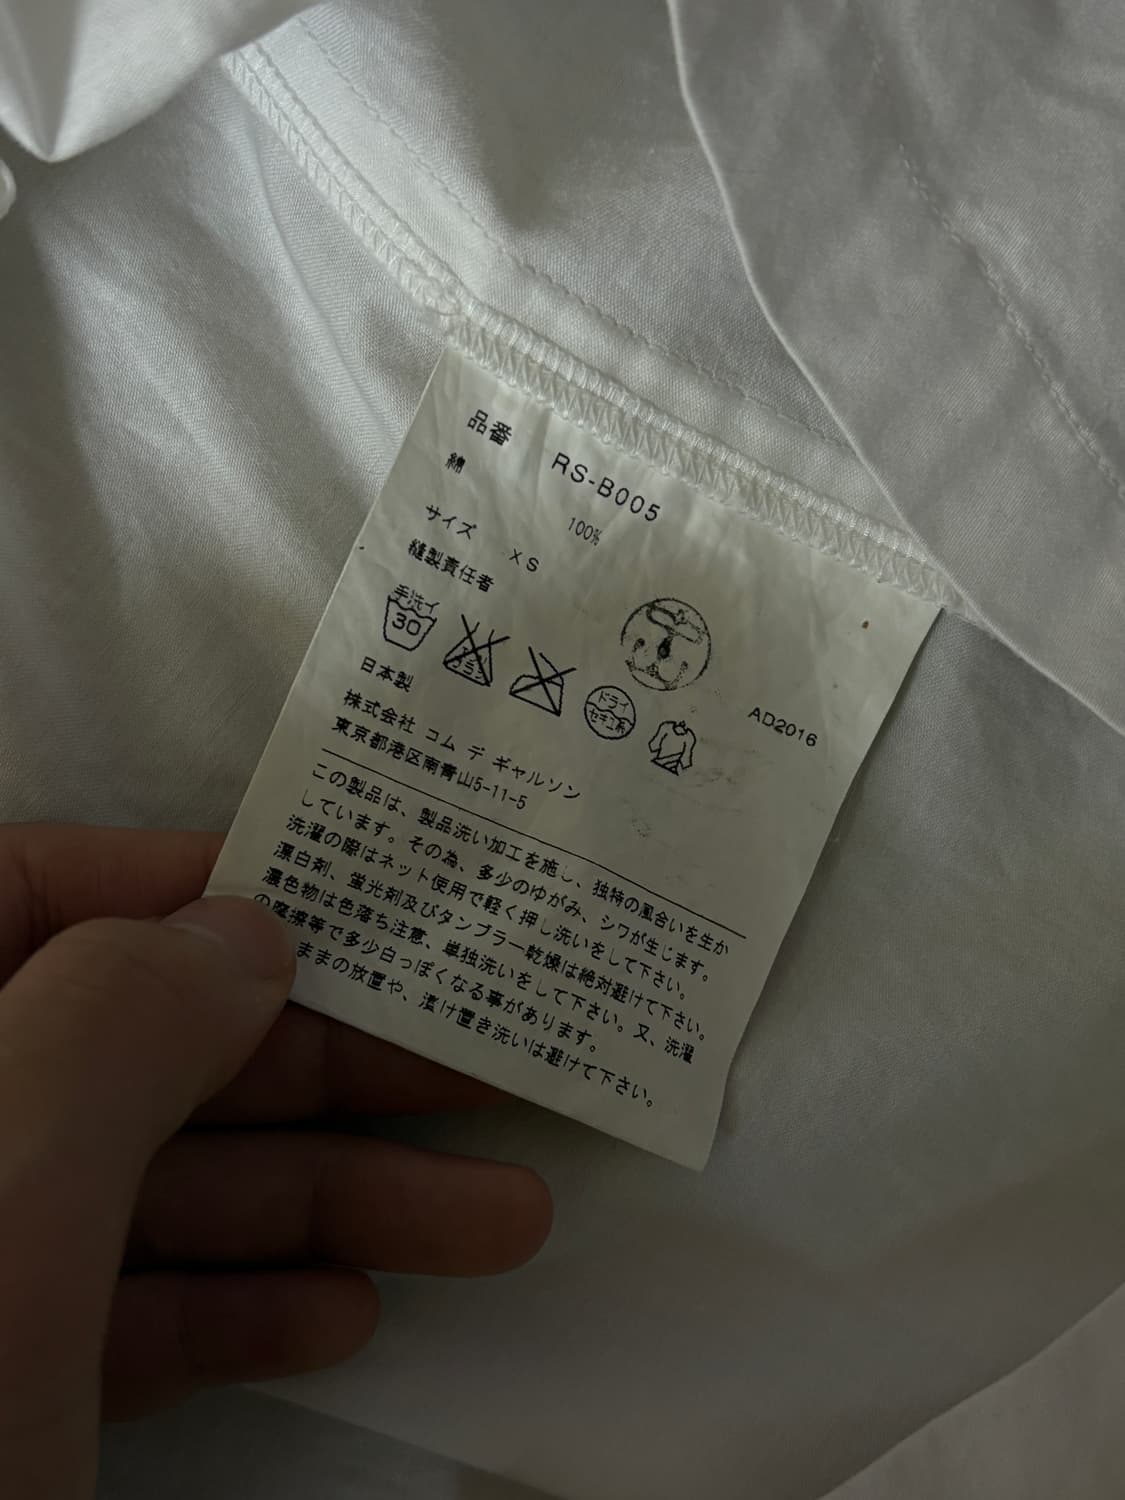 品番 RS-B005
綿 100%
サイズ XS
縫製責任者
手洗イ
30
ドライ
セキユ系
AD2016
日本製
株式会社 コム デ ギャルソン
東京都港区南青山5-11-5
この製品は、製品洗い加工を施し、独特の風合いを生か
しています。その為、多少のゆがみ、シワが生じます。
洗濯の際はネット使用で軽く押し洗いをして下さい。
漂白剤、蛍光剤及びタンブラー乾燥は絶対避けて下さい。
濃色物は色落ち注意、単独洗いをして下さい。又、洗濯
の摩擦等で多少白っぽくなる事があります。
ままの放置や、漬け置き洗いは避けて下さい。